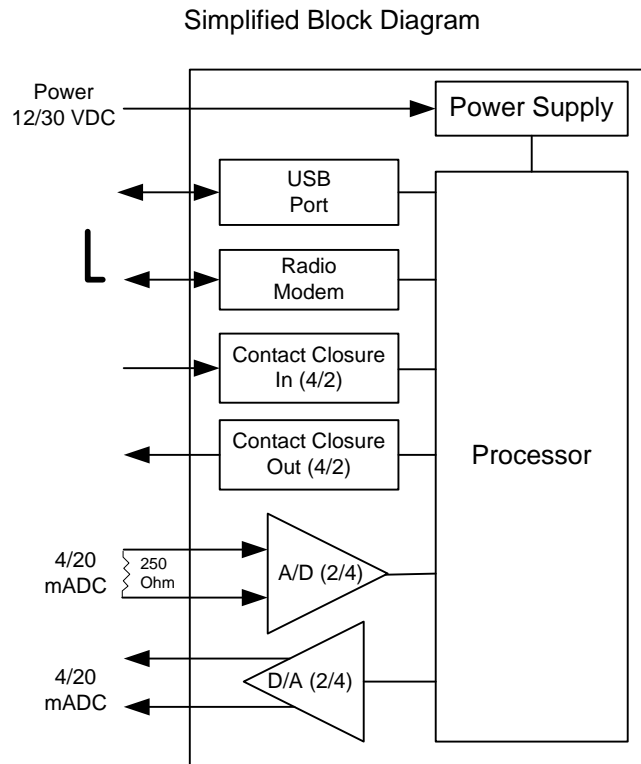 Simplified Block Diagram
Power
12/30 VDC
Power Supply
USB
Port
Radio
Modem
Contact Closure
In (4/2)
Contact Closure
Out (4/2)
Processor
4/20
mADC
250
Ohm
A/D (2/4)
4/20
mADC
D/A (2/4)